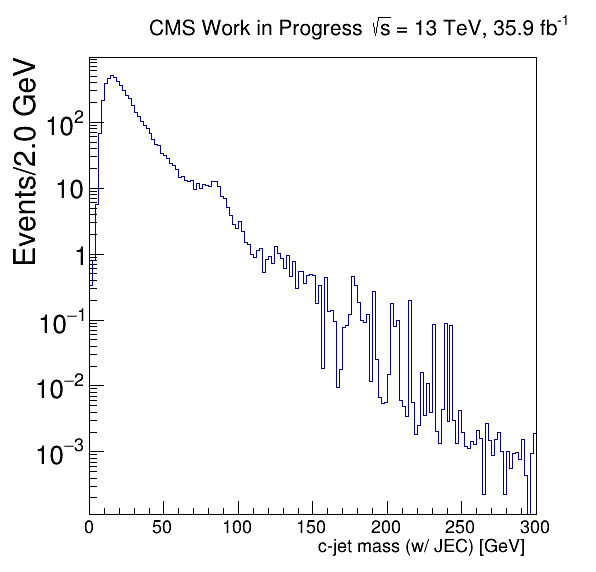 CMS Work in Progress √s = 13 TeV, 35.9 fb⁻¹
Events/2.0 GeV
10²
10
1
10⁻¹
10⁻²
10⁻³
0 50 100 150 200 250 300
c-jet mass (w/ JEC) [GeV]